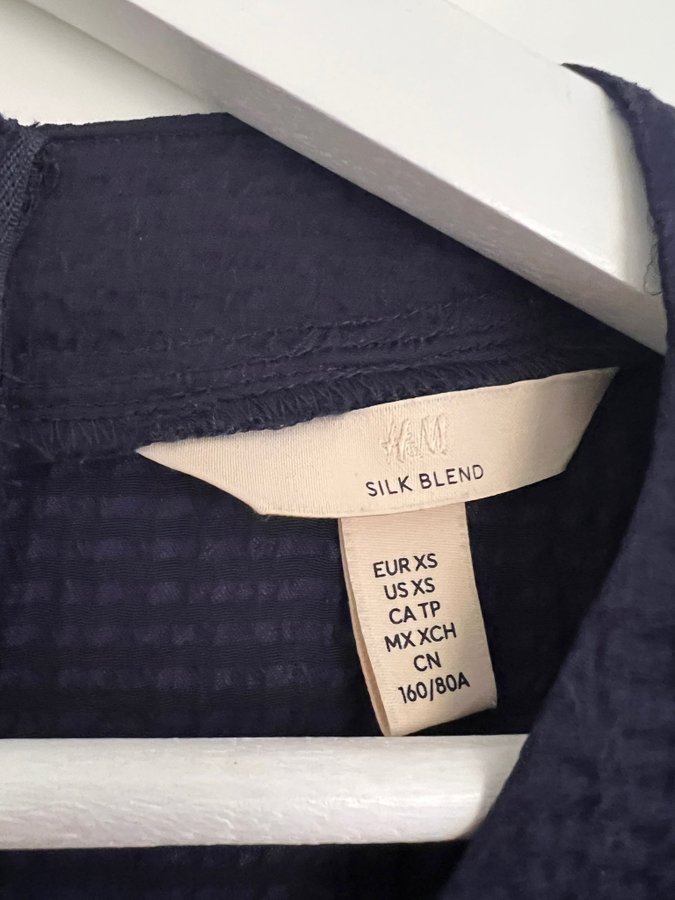 H&M
SILK BLEND
EUR XS
US XS
CA TP
MX XCH
CN
160/80A